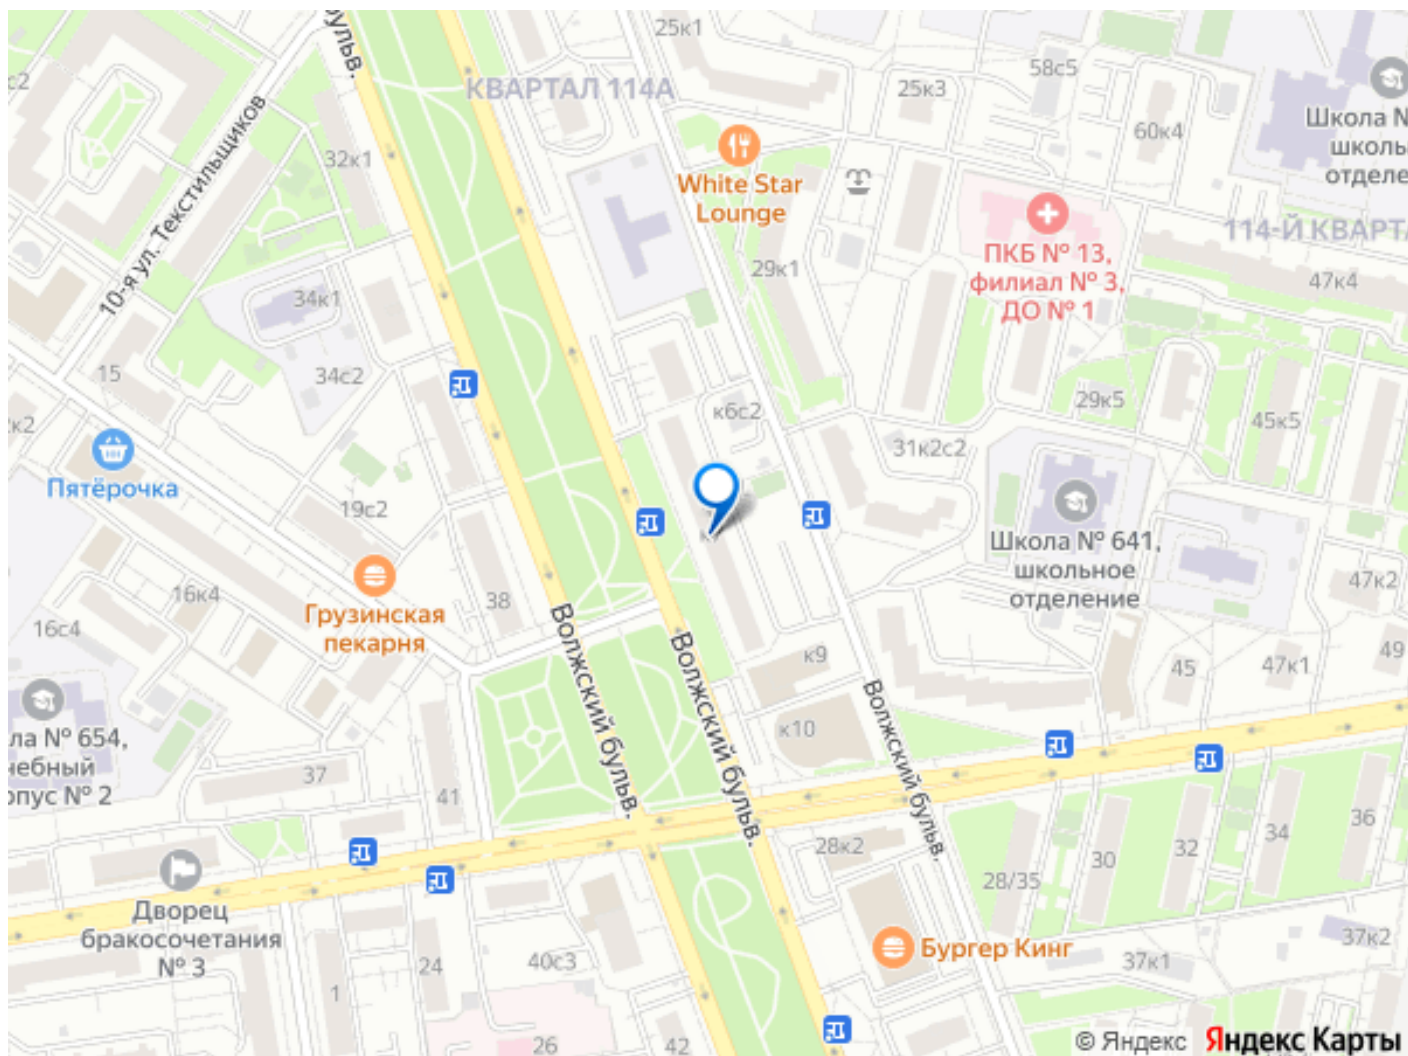 бульв.
25к1
КВАРТАЛ 114А
25к3
58с5
Школа №
школь
отделе
с2
10-я ул. Текстильщиков
32к1
60к4
White Star
Lounge
ПКБ № 13,
филиал № 3,
ДО № 1
114-Й КВАРТА
29к1
47к4
34к1
15
34с2
к6с2
29к5
45к5
31к2с2
к2
Пятёрочка
19с2
Школа № 641,
школьное
отделение
47к2
Грузинская
пекарня
16к4
16с4
38
Волжский бульв.
Волжский бульв.
Волжский бульв.
к9
45
47к1
49
к10
ла № 654,
чебный
опус № 2
37
41
28к2
28/35
30
32
34
36
Дворец
бракосочетания
№ 3
24
40с3
1
26
42
Бургер Кинг
37к1
37к2
© Яндекс Яндекс Карты